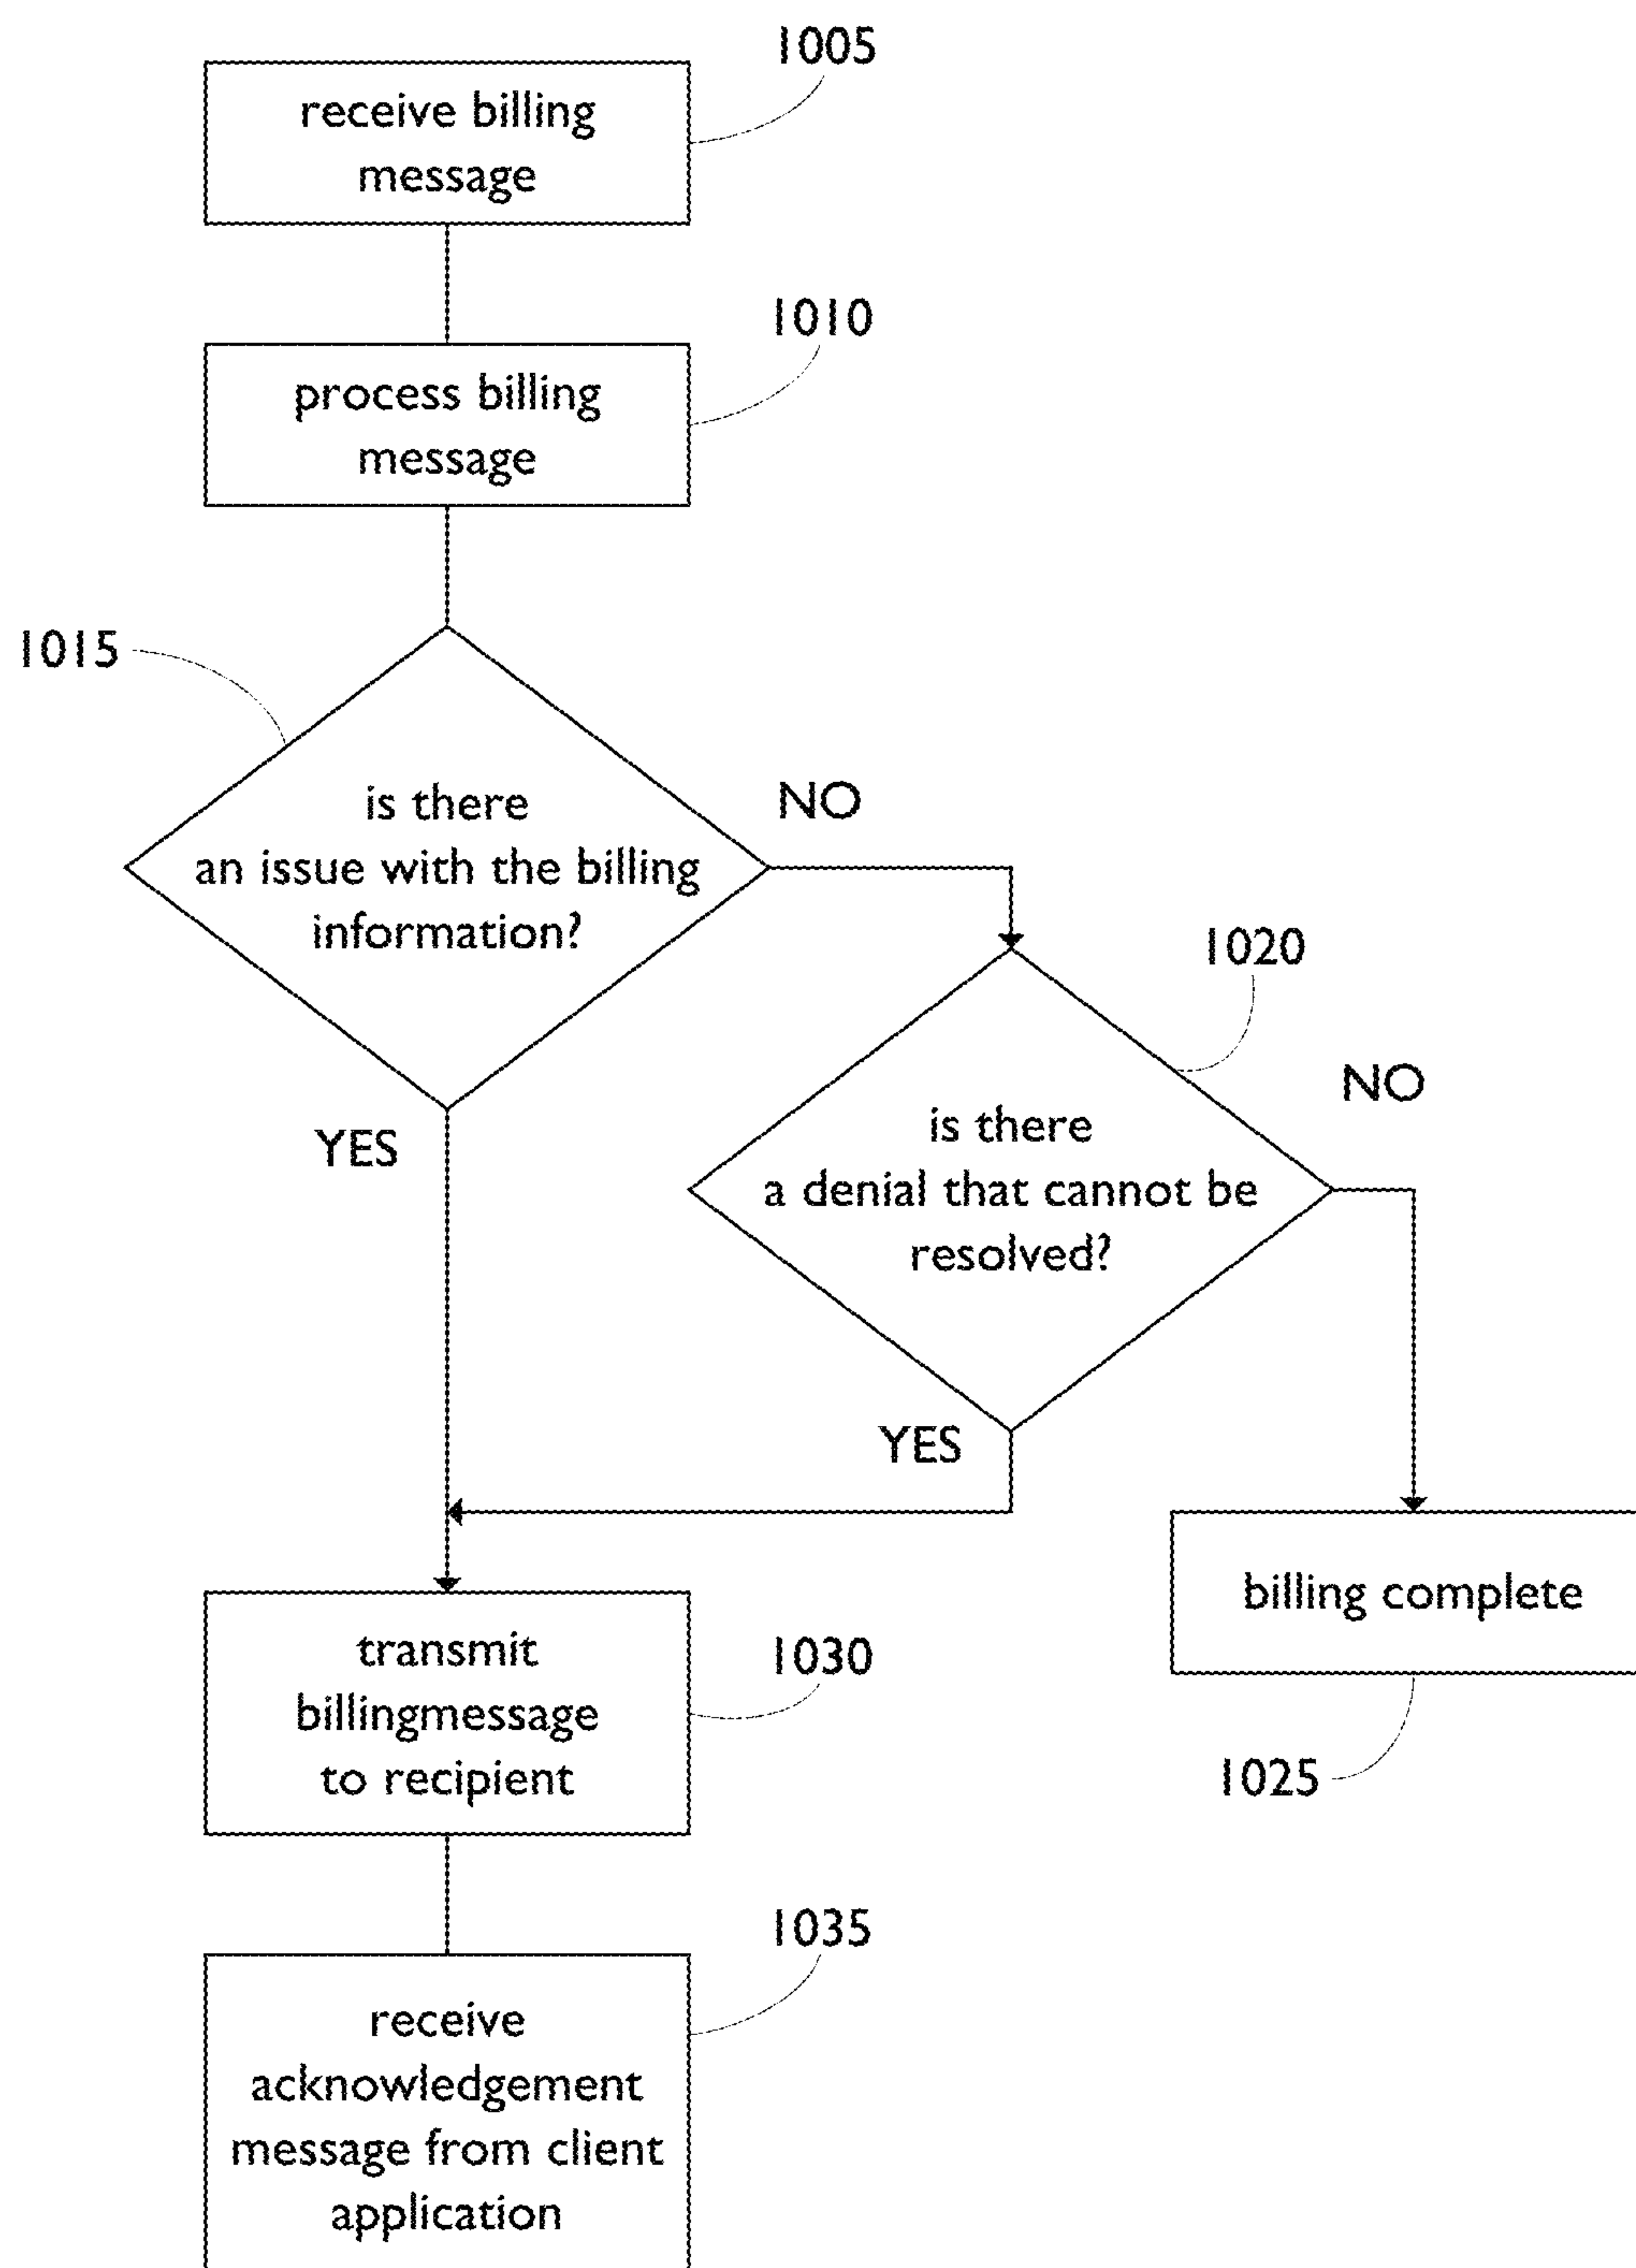 1005
receive billing
message
1010
process billing
message
1015
is there
an issue with the billing
information?
NO
YES
1020
is there
a denial that cannot be
resolved?
NO
YES
transmit
billingmessage
to recipient
1030
billing complete
1025
1035
receive
acknowledgement
message from client
application